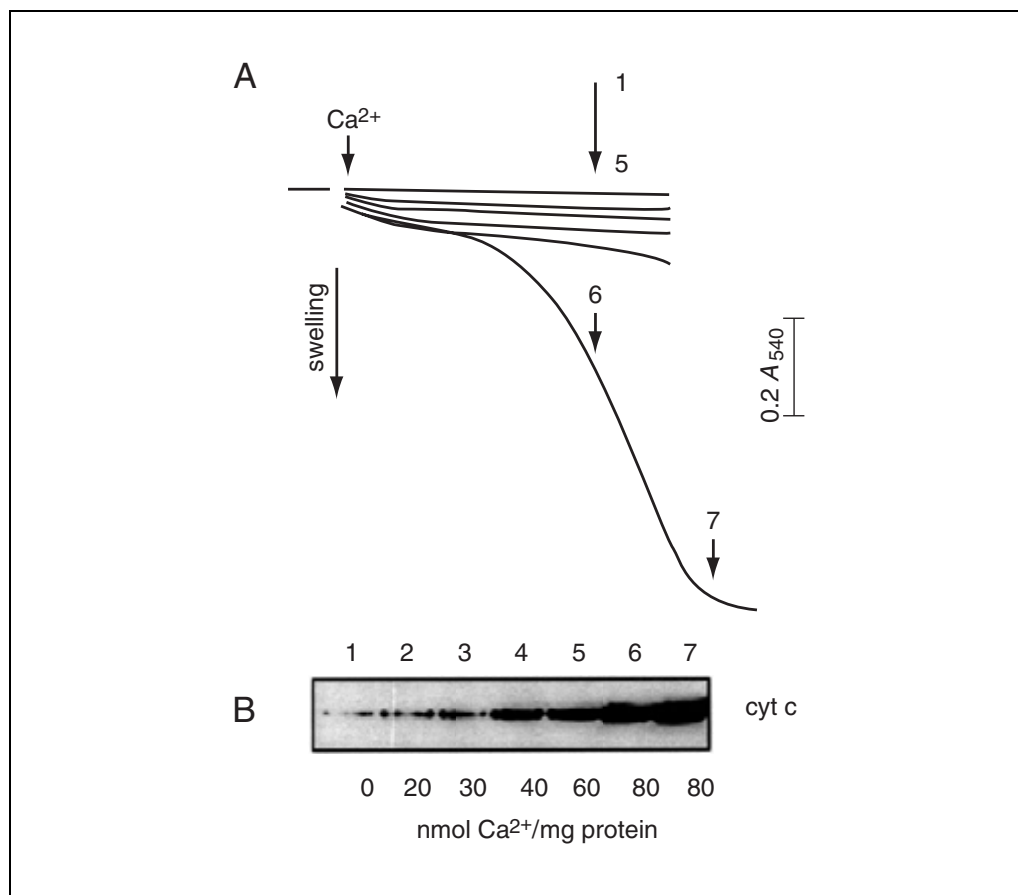 A
1
Ca²⁺
5
swelling
6
0.2 A₅₄₀
7
1 2 3 4 5 6 7
B
cyt c
0 20 30 40 60 80 80
nmol Ca²⁺/mg protein